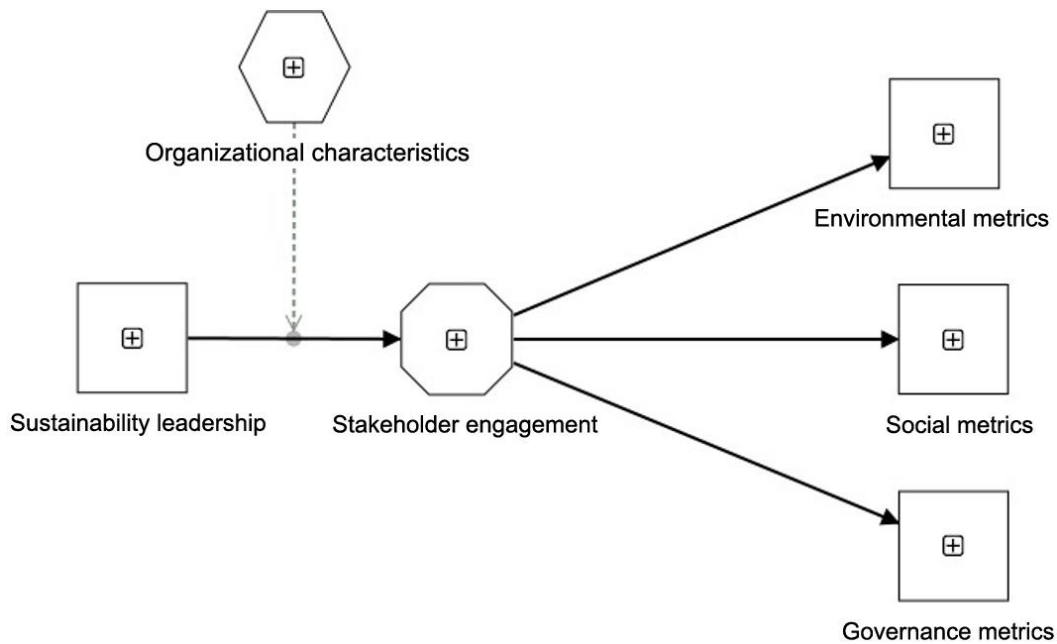 Organizational characteristics
Environmental metrics
Sustainability leadership
Stakeholder engagement
Social metrics
Governance metrics